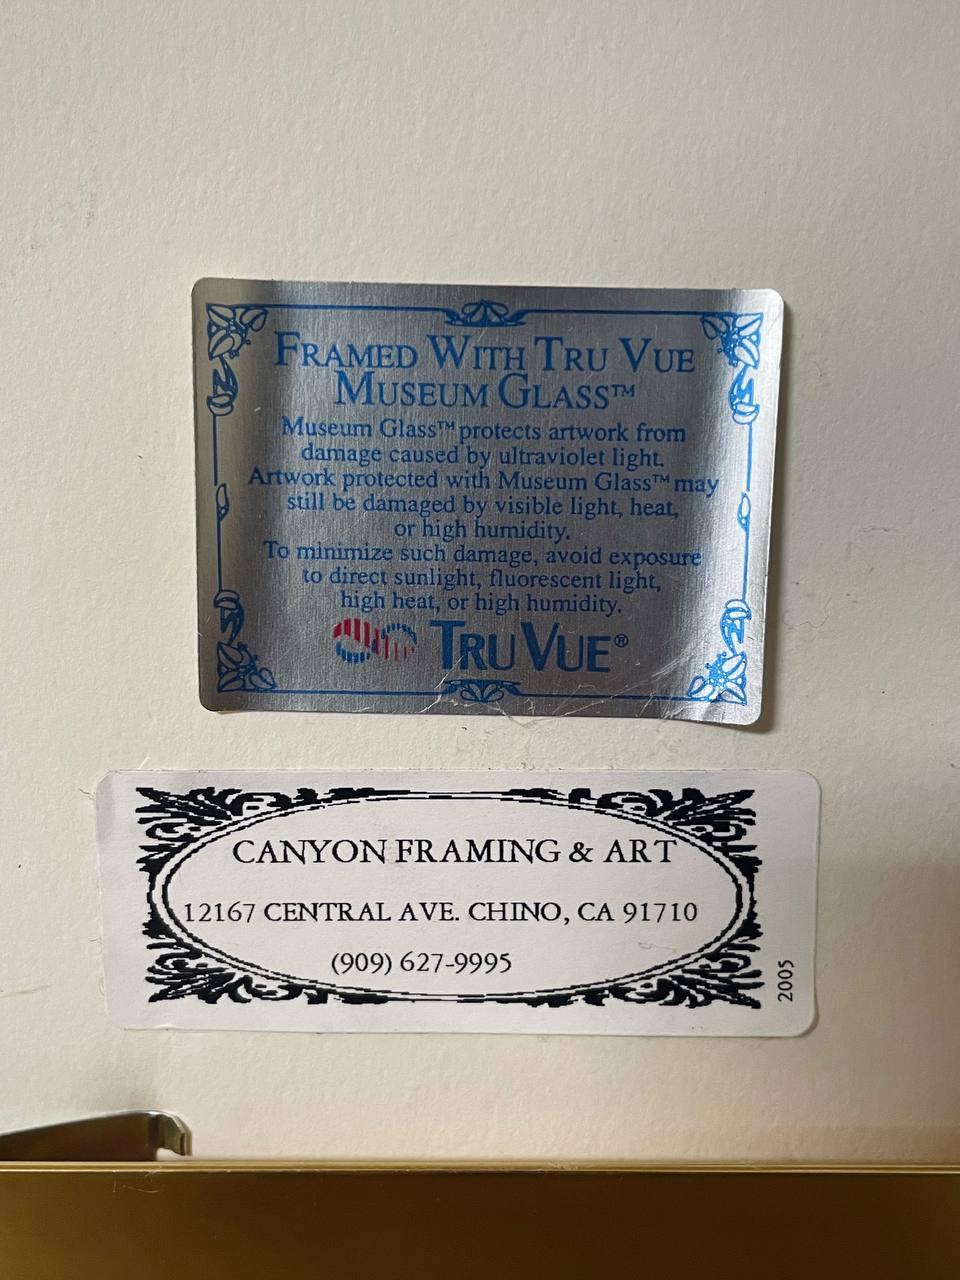 FRAMED WITH TRU VUE
MUSEUM GLASS™
Museum Glass™ protects artwork from
damage caused by ultraviolet light.
Artwork protected with Museum Glass™ may
still be damaged by visible light, heat,
or high humidity.
To minimize such damage, avoid exposure
to direct sunlight, fluorescent light,
high heat, or high humidity.
TRU VUE®
CANYON FRAMING & ART
12167 CENTRAL AVE. CHINO, CA 91710
(909) 627-9995
2005